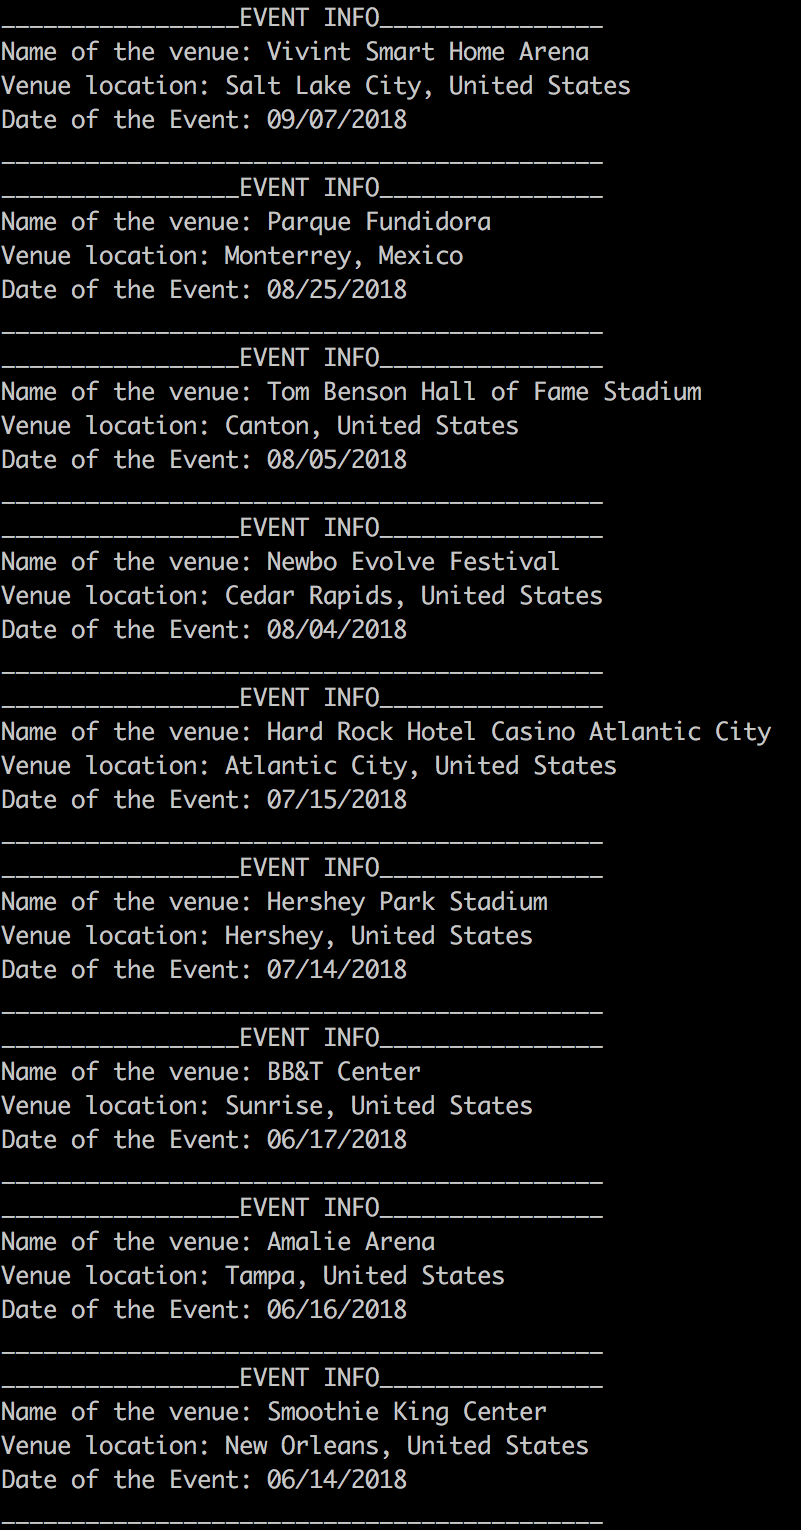 _________________EVENT INFO________________
Name of the venue: Vivint Smart Home Arena
Venue location: Salt Lake City, United States
Date of the Event: 09/07/2018
___________________________________________
_________________EVENT INFO________________
Name of the venue: Parque Fundidora
Venue location: Monterrey, Mexico
Date of the Event: 08/25/2018
___________________________________________
_________________EVENT INFO________________
Name of the venue: Tom Benson Hall of Fame Stadium
Venue location: Canton, United States
Date of the Event: 08/05/2018
___________________________________________
_________________EVENT INFO________________
Name of the venue: Newbo Evolve Festival
Venue location: Cedar Rapids, United States
Date of the Event: 08/04/2018
___________________________________________
_________________EVENT INFO________________
Name of the venue: Hard Rock Hotel Casino Atlantic City
Venue location: Atlantic City, United States
Date of the Event: 07/15/2018
___________________________________________
_________________EVENT INFO________________
Name of the venue: Hershey Park Stadium
Venue location: Hershey, United States
Date of the Event: 07/14/2018
___________________________________________
_________________EVENT INFO________________
Name of the venue: BB&T Center
Venue location: Sunrise, United States
Date of the Event: 06/17/2018
___________________________________________
_________________EVENT INFO________________
Name of the venue: Amalie Arena
Venue location: Tampa, United States
Date of the Event: 06/16/2018
___________________________________________
_________________EVENT INFO________________
Name of the venue: Smoothie King Center
Venue location: New Orleans, United States
Date of the Event: 06/14/2018
___________________________________________